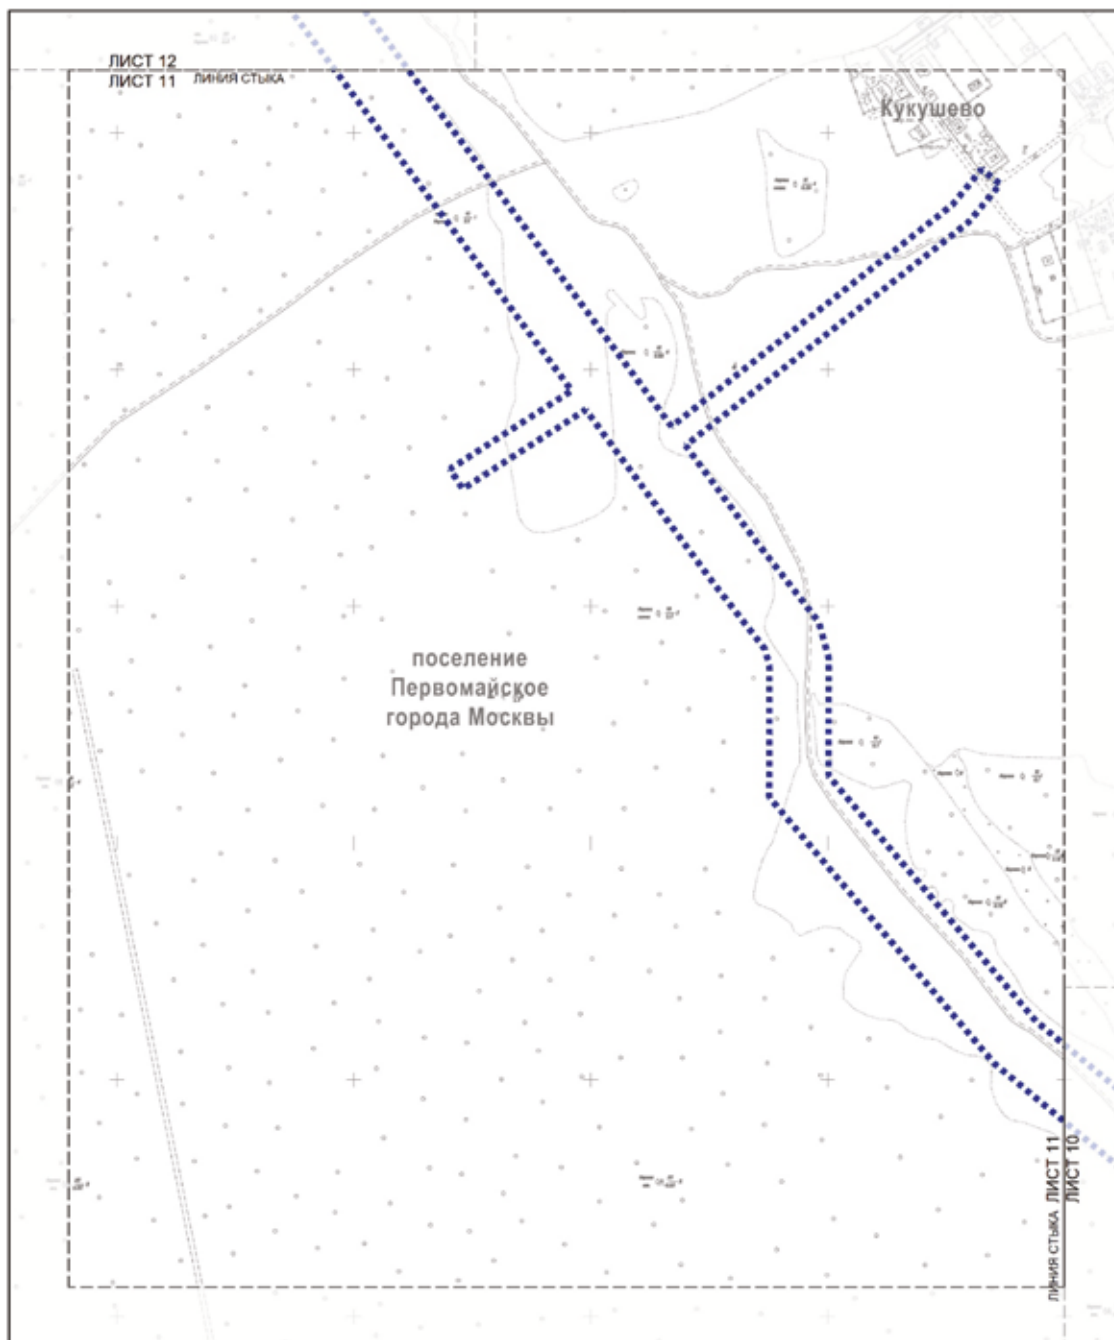 ЛИСТ 12
ЛИСТ 11
ЛИНИЯ СТЫКА
Кукушево
поселение
Первомайское
города Москвы
ЛИНИЯ СТЫКА ЛИСТ 11
ЛИСТ 10